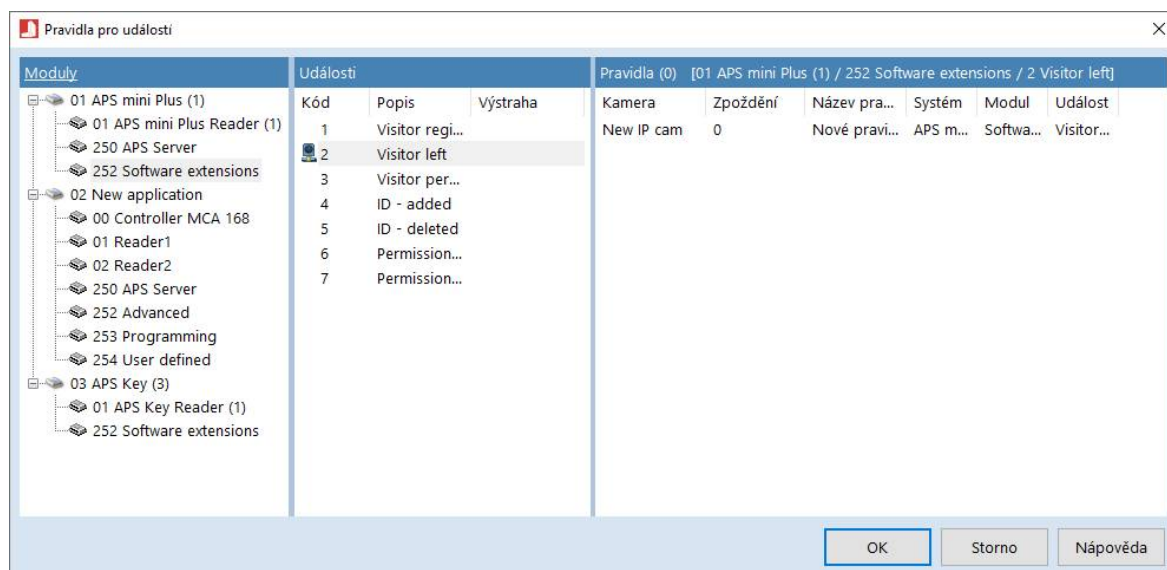 Pravidla pro událostí
Moduly
01 APS mini Plus (1)
01 APS mini Plus Reader (1)
250 APS Server
252 Software extensions
02 New application
00 Controller MCA 168
01 Reader1
02 Reader2
250 APS Server
252 Advanced
253 Programming
254 User defined
03 APS Key (3)
01 APS Key Reader (1)
252 Software extensions
Události
Kód Popis Výstraha
1 Visitor regi...
2 Visitor left
3 Visitor per...
4 ID - added
5 ID - deleted
6 Permission...
7 Permission...
Pravidla (0) [01 APS mini Plus (1) / 252 Software extensions / 2 Visitor left]
Kamera Zpoždění Název pra... Systém Modul Událost
New IP cam 0 Nové pravi... APS m... Softwa... Visitor...
OK Storno Nápověda